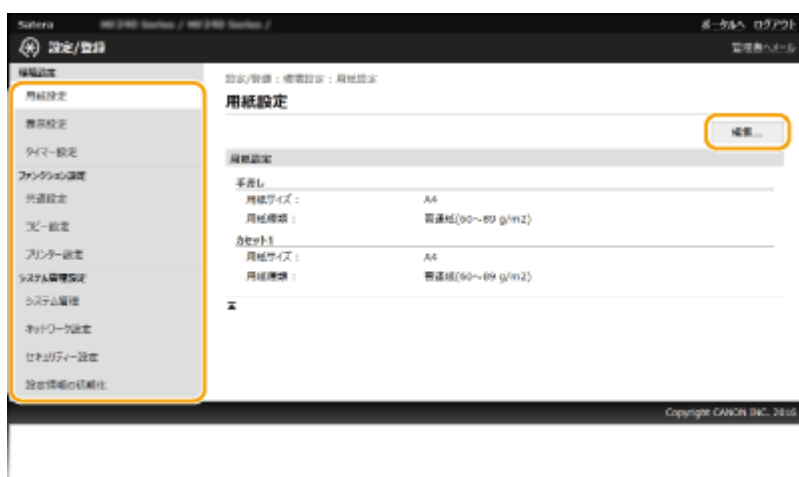 Satera MF240 Series / MF240 Series /
ポータルへ ログアウト
設定/登録
管理者へメール
環境設定
用紙設定
表示設定
タイマー設定
ファンクション設定
共通設定
コピー設定
プリンター設定
システム管理設定
システム管理
ネットワーク設定
セキュリティー設定
設定情報の初期化
設定/登録 : 環境設定 : 用紙設定
用紙設定
編集...
用紙設定
手差し
用紙サイズ : A4
用紙種類 : 普通紙(60～89 g/m2)
カセット1
用紙サイズ : A4
用紙種類 : 普通紙(60～89 g/m2)
Copyright CANON INC. 2016